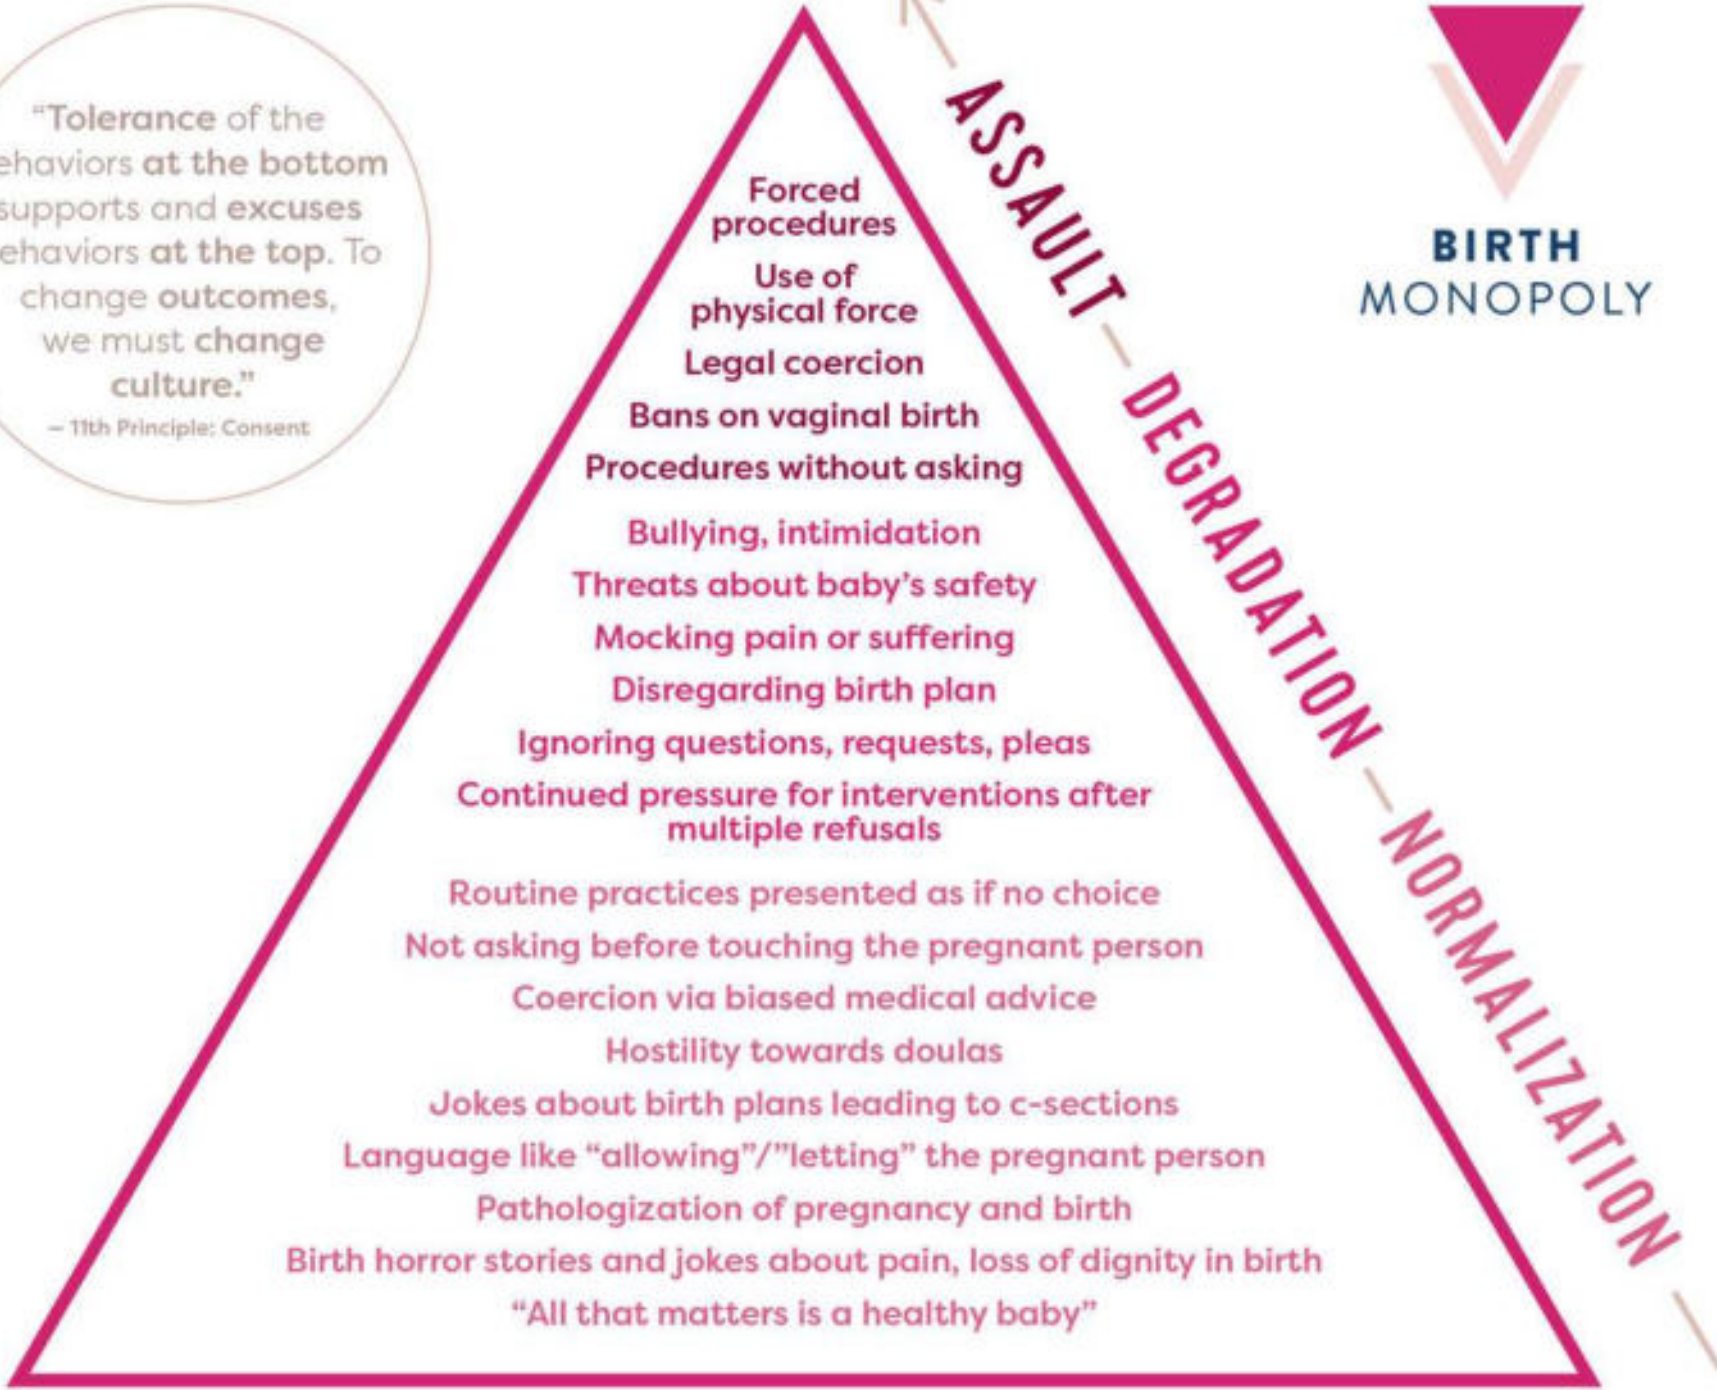 “Tolerance of the
ehaviors at the bottom
supports and excuses
ehaviors at the top. To
change outcomes,
we must change
culture.”
– 11th Principle: Consent
Forced
procedures
Use of
physical force
Legal coercion
Bans on vaginal birth
Procedures without asking
Bullying, intimidation
Threats about baby’s safety
Mocking pain or suffering
Disregarding birth plan
Ignoring questions, requests, pleas
Continued pressure for interventions after
multiple refusals
Routine practices presented as if no choice
Not asking before touching the pregnant person
Coercion via biased medical advice
Hostility towards doulas
Jokes about birth plans leading to c-sections
Language like “allowing”/”letting” the pregnant person
Pathologization of pregnancy and birth
Birth horror stories and jokes about pain, loss of dignity in birth
“All that matters is a healthy baby”
ASSAULT
DEGRADATION
NORMALIZATION
BIRTH
MONOPOLY